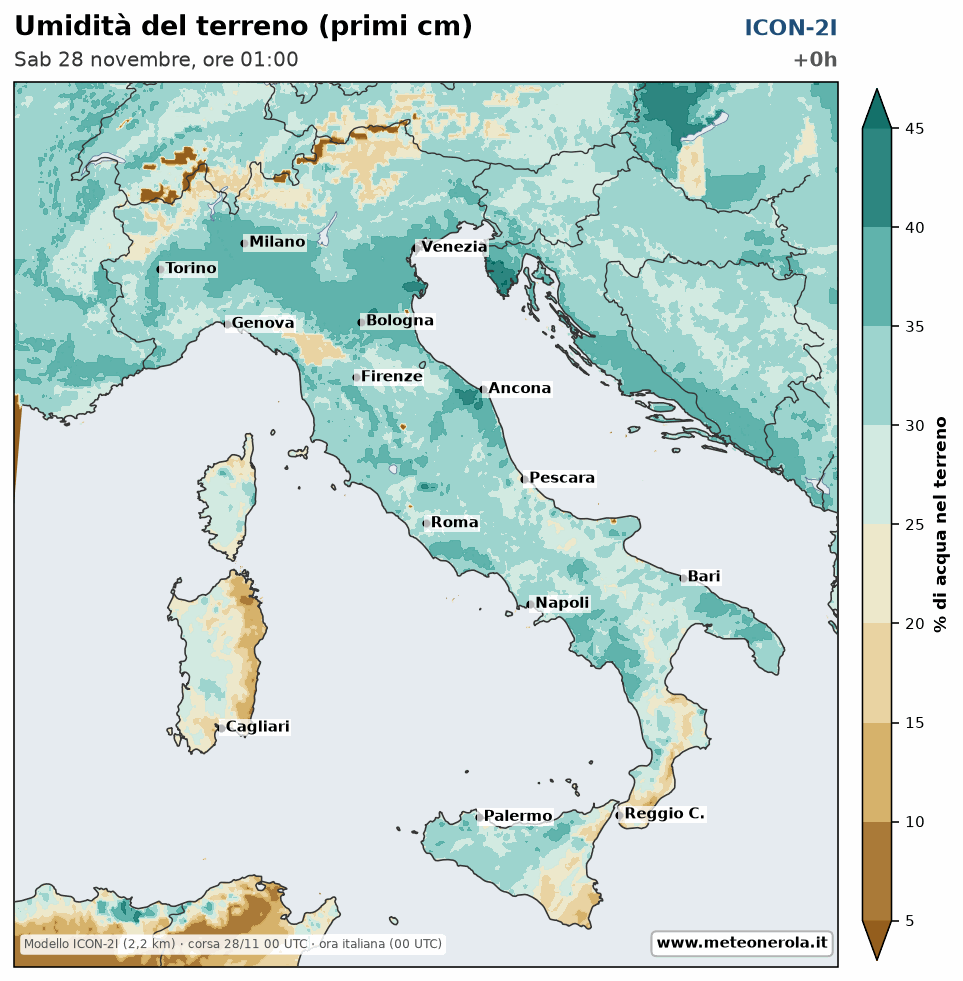 Umidità del terreno (primi cm)
ICON-2I
Sab 28 novembre, ore 01:00
+0h
Milano
Venezia
Torino
Genova
Bologna
Firenze
Ancona
Pescara
Roma
Bari
Napoli
Cagliari
Palermo
Reggio C.
45
40
35
30
25
20
15
10
5
% di acqua nel terreno
Modello ICON-2I (2,2 km) · corsa 28/11 00 UTC · ora italiana (00 UTC)
www.meteonerola.it